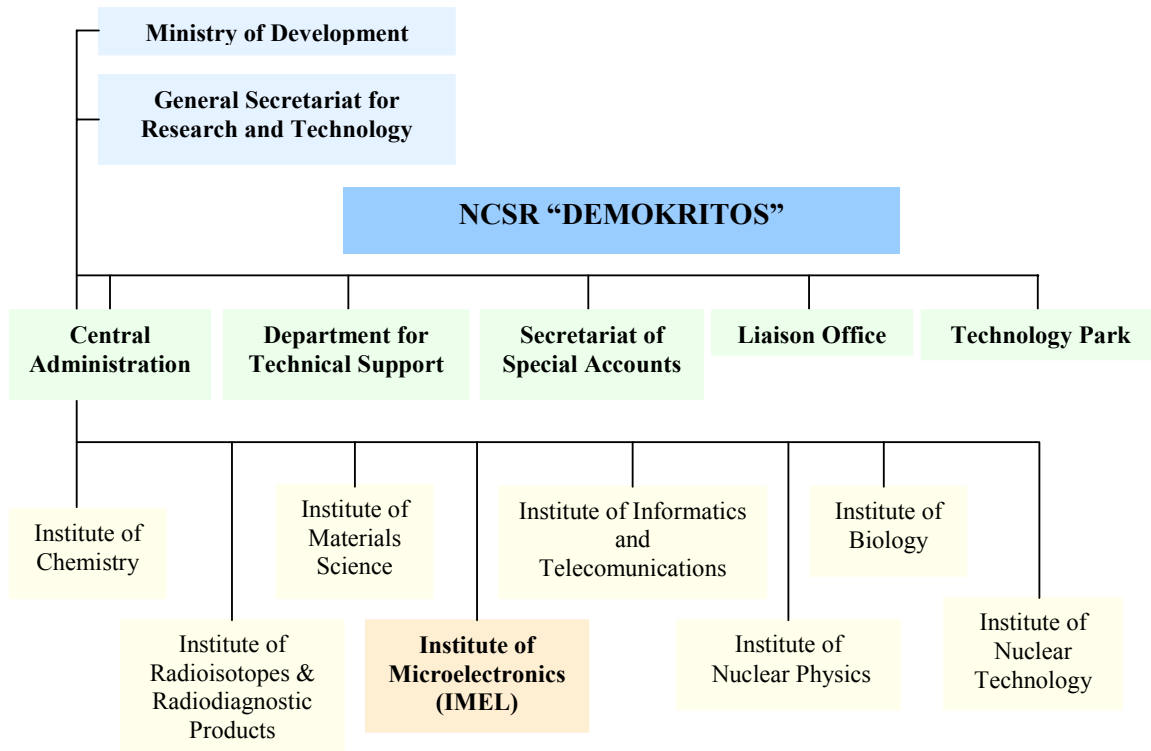 Ministry of Development
General Secretariat for
Research and Technology
NCSR “DEMOKRITOS”
Central
Administration
Department for
Technical Support
Secretariat of
Special Accounts
Liaison Office
Technology Park
Institute of
Chemistry
Institute of
Materials
Science
Institute of Informatics
and
Telecomunications
Institute of
Biology
Institute of
Radioisotopes &
Radiodiagnostic
Products
Institute of
Microelectronics
(IMEL)
Institute of
Nuclear Physics
Institute of
Nuclear
Technology